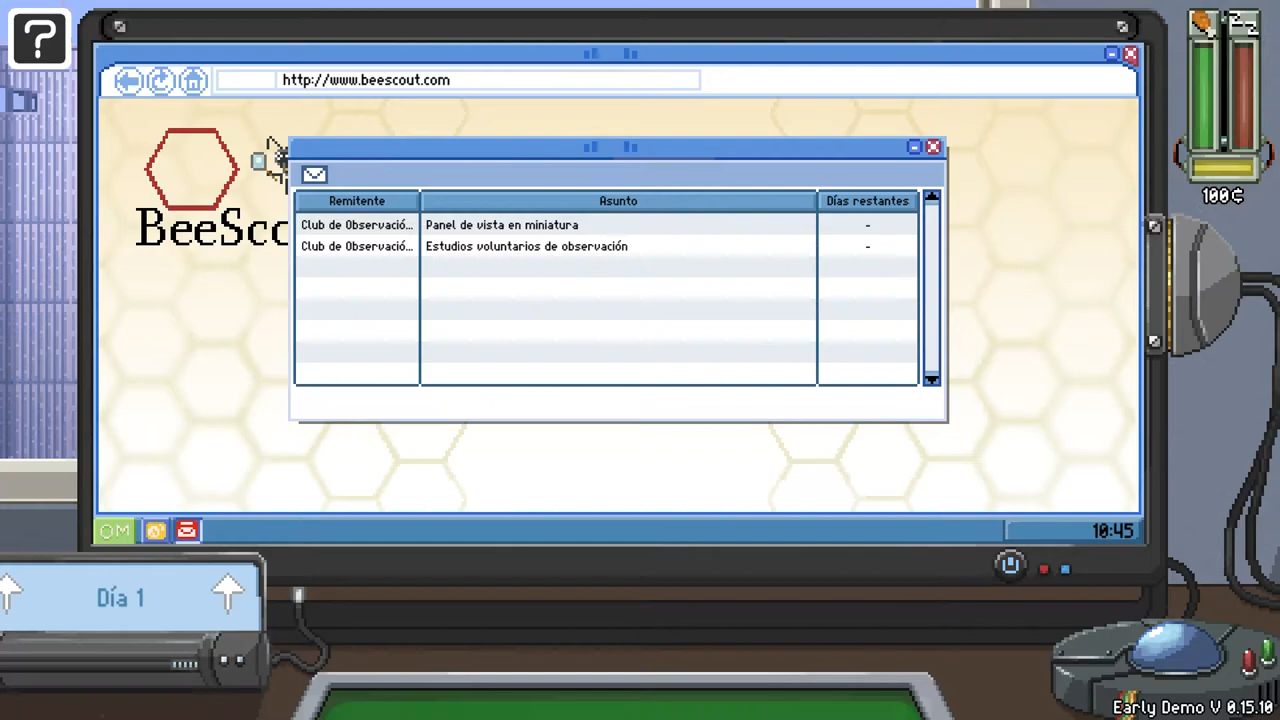 ?
http://www.beescout.com
100¢
BeeSco
Remitente Asunto Días restantes
Club de Observació... Panel de vista en miniatura -
Club de Observació... Estudios voluntarios de observación -
OM
10:45
Día 1
Early Demo V 0.15.10